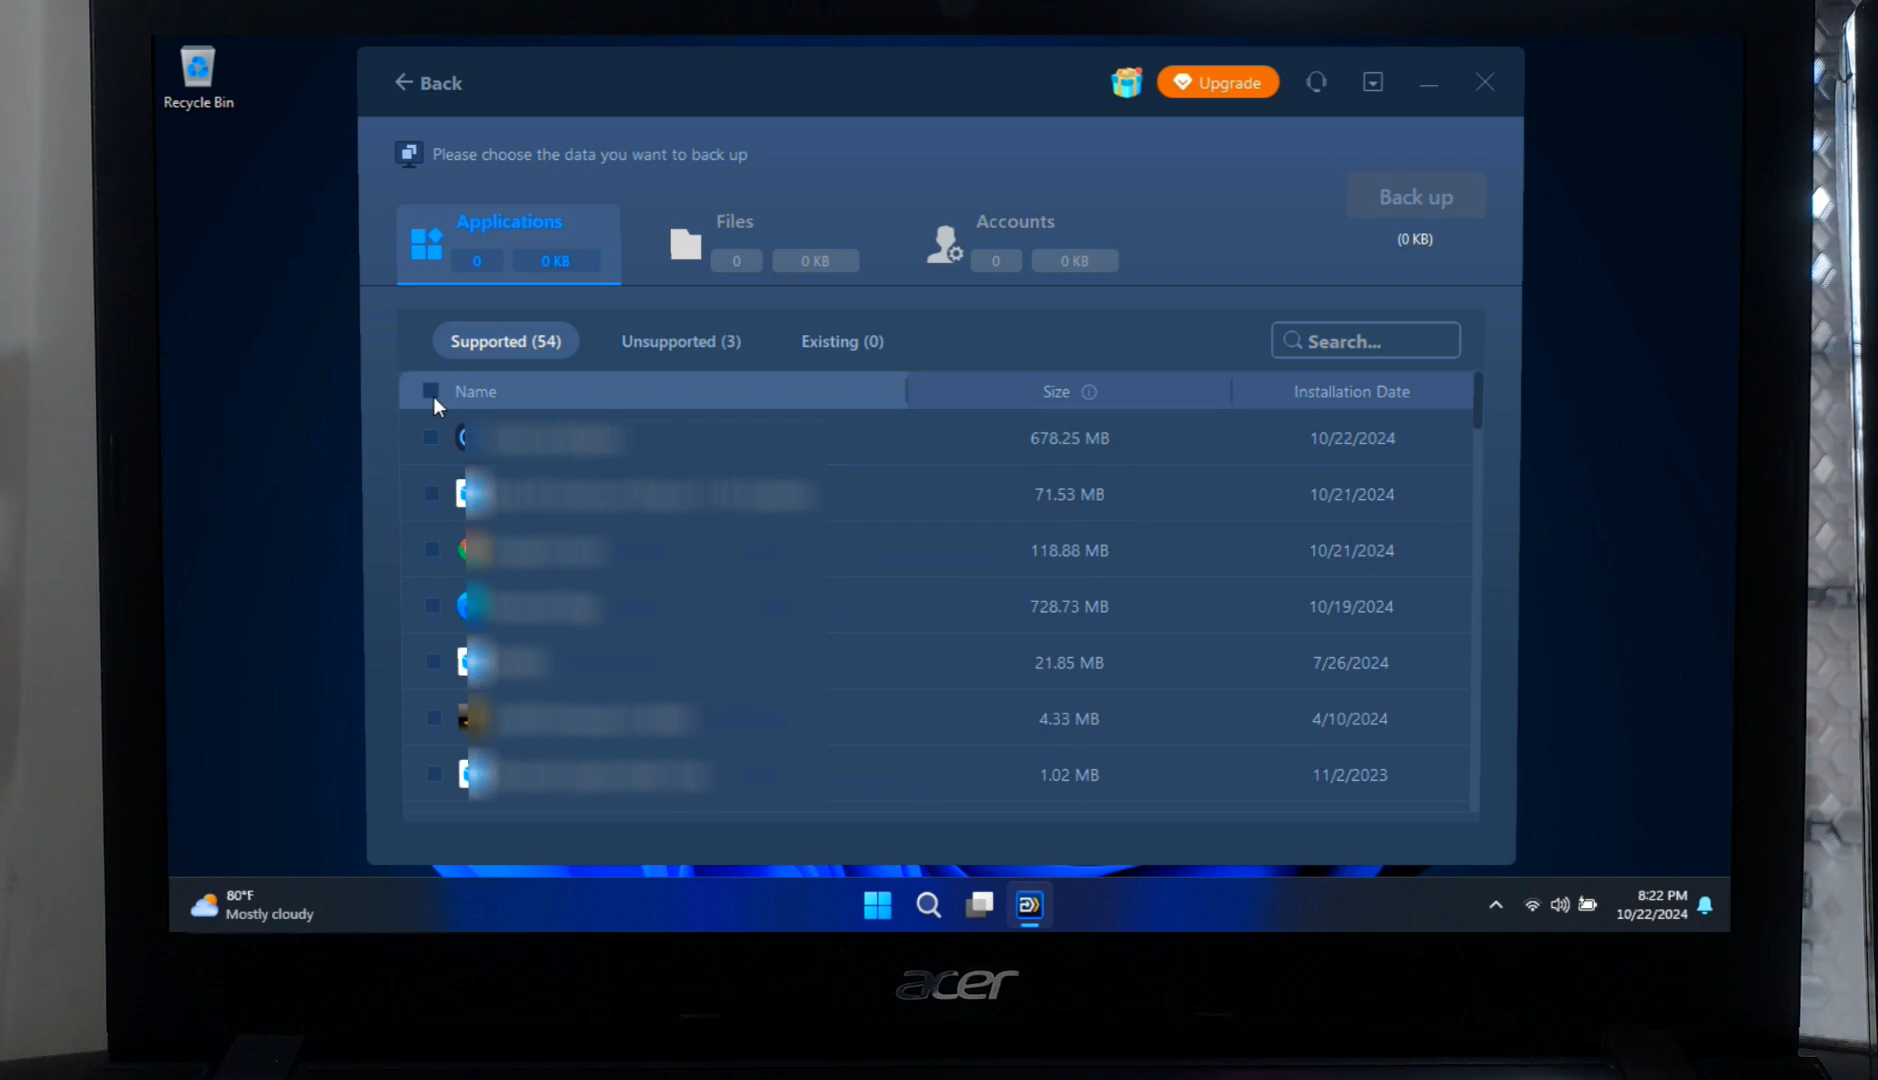 Recycle Bin
Back
Upgrade
Please choose the data you want to back up
Applications
0
0 KB
Files
0
0 KB
Accounts
0
0 KB
Back up
(0 KB)
Supported (54)
Unsupported (3)
Existing (0)
Search...
Name
Size
Installation Date
678.25 MB
10/22/2024
71.53 MB
10/21/2024
118.88 MB
10/21/2024
728.73 MB
10/19/2024
21.85 MB
7/26/2024
4.33 MB
4/10/2024
1.02 MB
11/2/2023
80°F
Mostly cloudy
8:22 PM
10/22/2024
acer